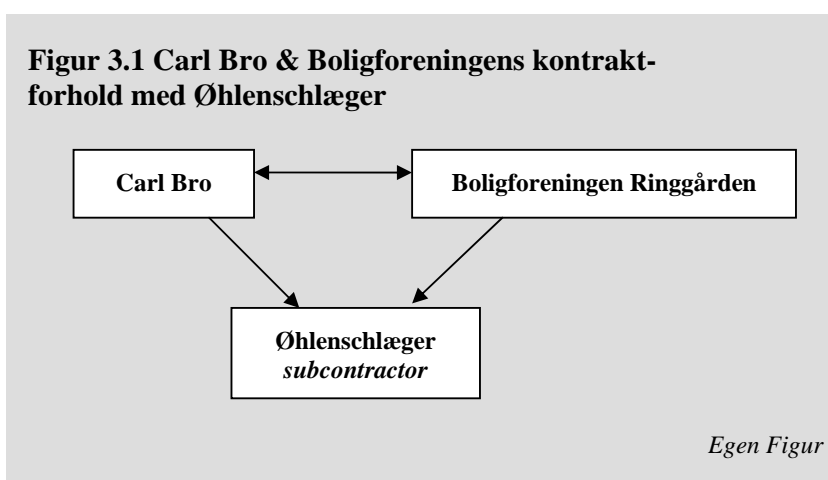 Figur 3.1 Carl Bro & Boligforeningens kontrakt-
forhold med Øhlenschlæger
Carl Bro
Boligforeningen Ringgården
Øhlenschlæger
subcontractor
Egen Figur